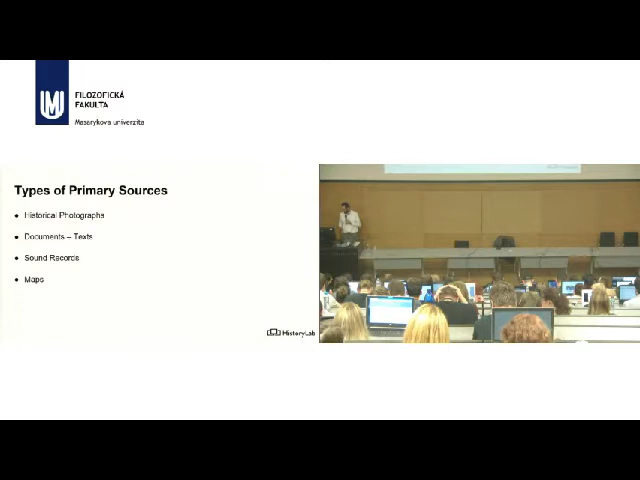 FILOZOFICKÁ
FAKULTA
Masarykova univerzita
Types of Primary Sources
● Historical Photographs
● Documents – Texts
● Sound Records
● Maps
HistoryLab